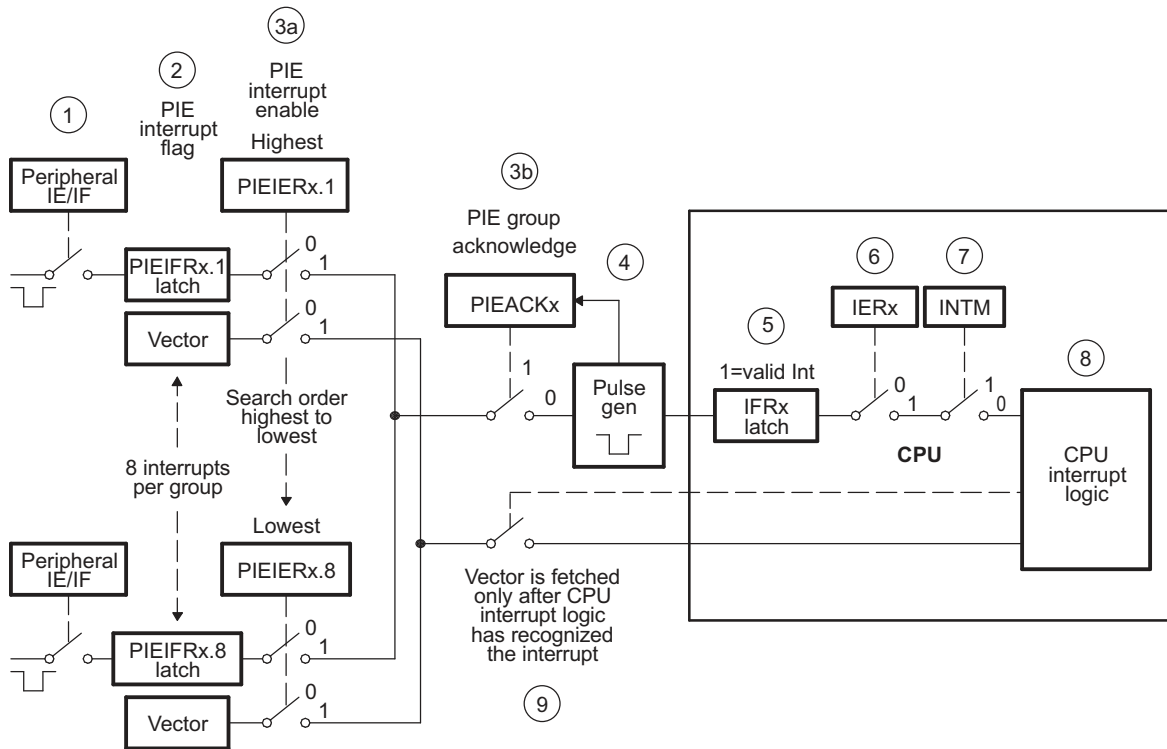 1
2
PIE
interrupt
flag
3a
PIE
interrupt
enable
Highest
Peripheral
IE/IF
PIEIERx.1
PIEIFRx.1
latch
0
1
Vector
0
1
Search order
highest to
lowest
8 interrupts
per group
Lowest
Peripheral
IE/IF
PIEIERx.8
PIEIFRx.8
latch
0
1
Vector
0
1
3b
PIE group
acknowledge
PIEACKx
1
0
4
Pulse
gen
5
1=valid Int
IFRx
latch
6
IERx
0
1
7
INTM
1
0
CPU
8
CPU
interrupt
logic
Vector is fetched
only after CPU
interrupt logic
has recognized
the interrupt
9